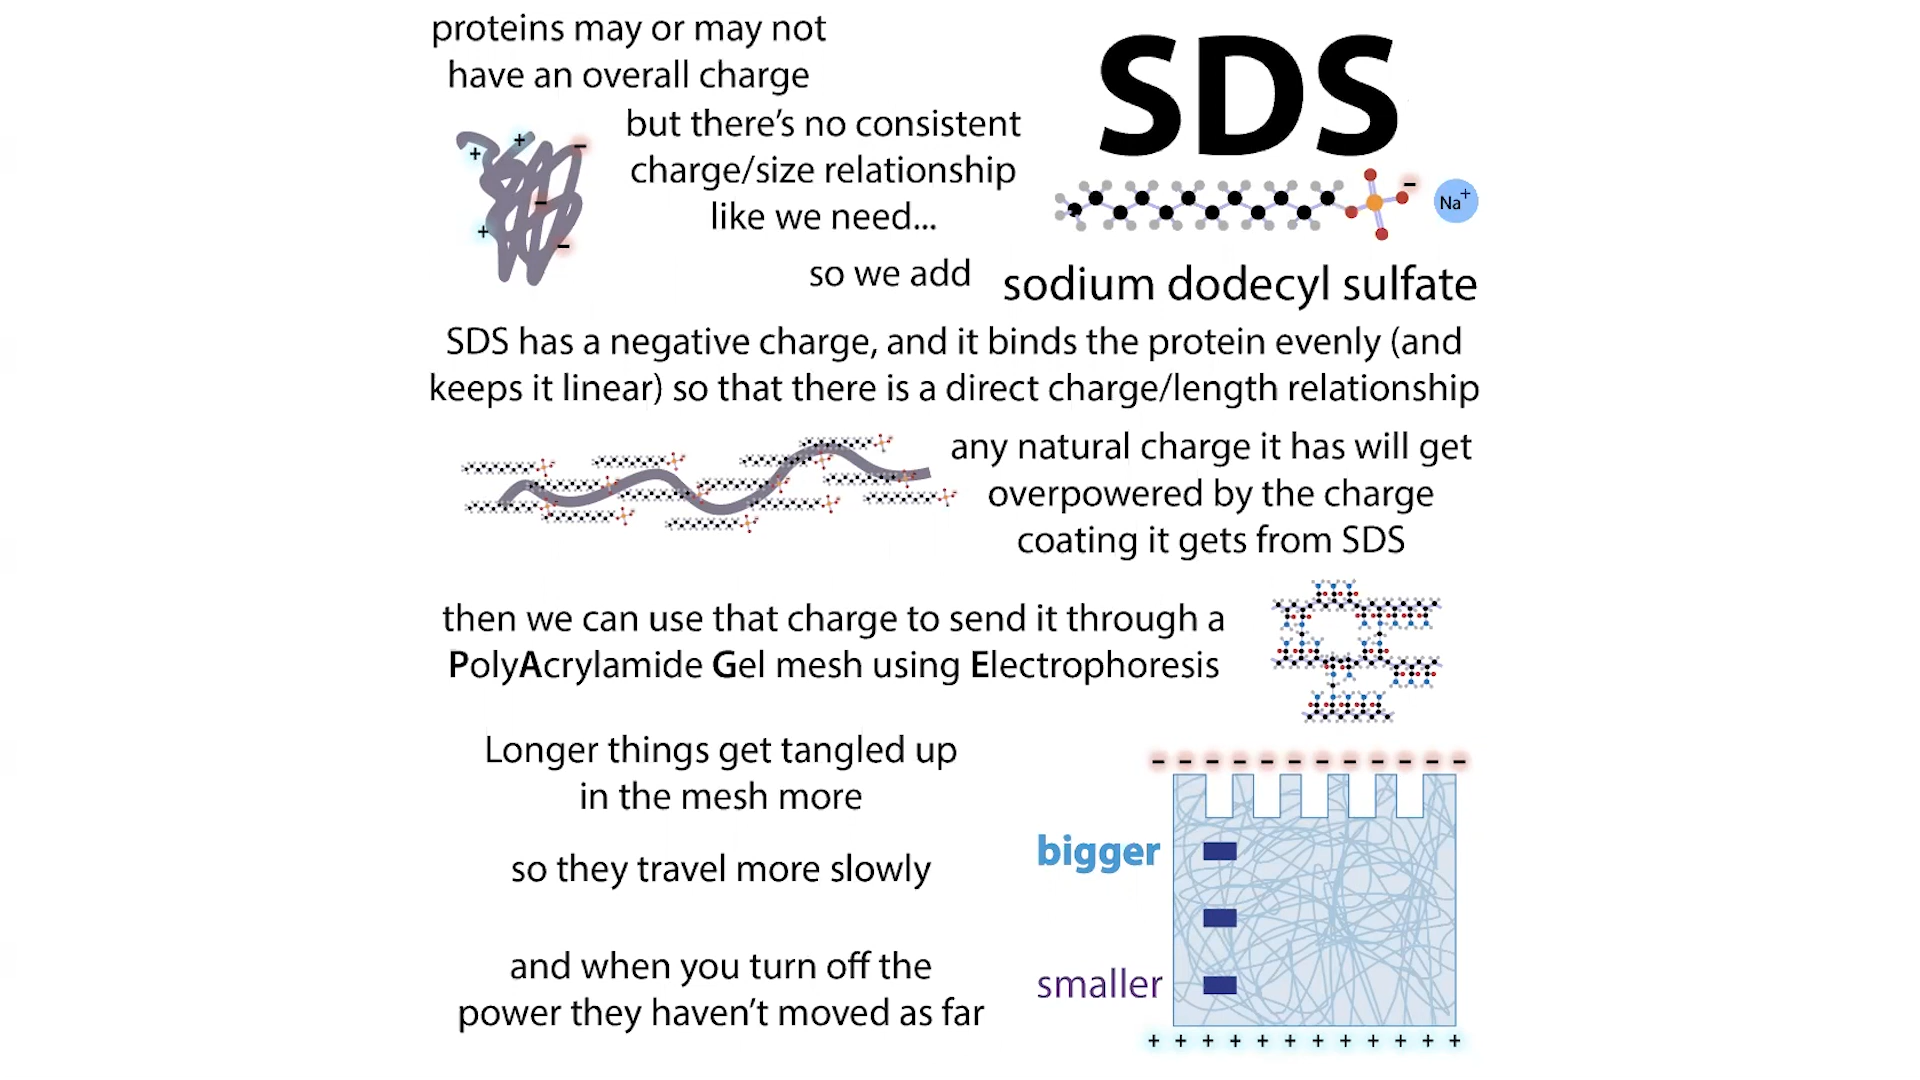 proteins may or may not
have an overall charge
but there's no consistent
charge/size relationship
like we need...
so we add
SDS
Na+
sodium dodecyl sulfate
SDS has a negative charge, and it binds the protein evenly (and
keeps it linear) so that there is a direct charge/length relationship
any natural charge it has will get
overpowered by the charge
coating it gets from SDS
then we can use that charge to send it through a
PolyAcrylamide Gel mesh using Electrophoresis
Longer things get tangled up
in the mesh more
so they travel more slowly
and when you turn off the
power they haven't moved as far
− − − − − − − − − − − −
bigger
smaller
+ + + + + + + + + + + +